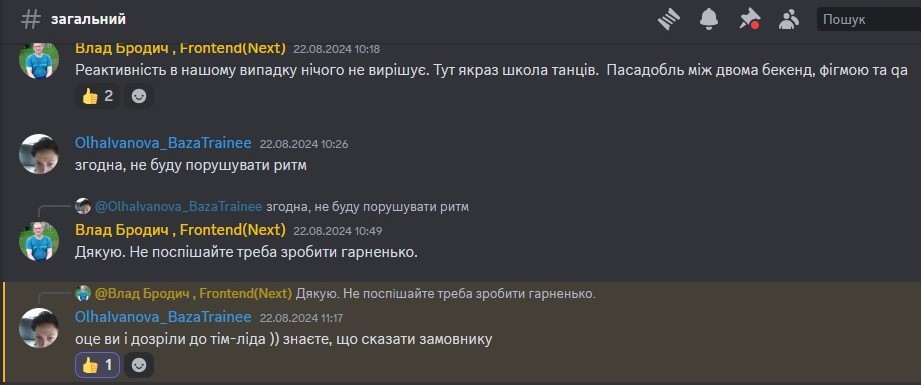 загальний
Пошук
Влад Бродич , Frontend(Next) 22.08.2024 10:18
Реактивність в нашому випадку нічого не вирішує. Тут якраз школа танців. Пасадобль між двома бекенд, фігмою та qa
👍 2
OlhaIvanova_BazaTrainee 22.08.2024 10:26
згодна, не буду порушувати ритм
@OlhaIvanova_BazaTrainee згодна, не буду порушувати ритм
Влад Бродич , Frontend(Next) 22.08.2024 10:49
Дякую. Не поспішайте треба зробити гарненько.
@Влад Бродич , Frontend(Next) Дякую. Не поспішайте треба зробити гарненько.
OlhaIvanova_BazaTrainee 22.08.2024 11:17
оце ви і дозріли до тім-ліда )) знаєте, що сказати замовнику
👍 1